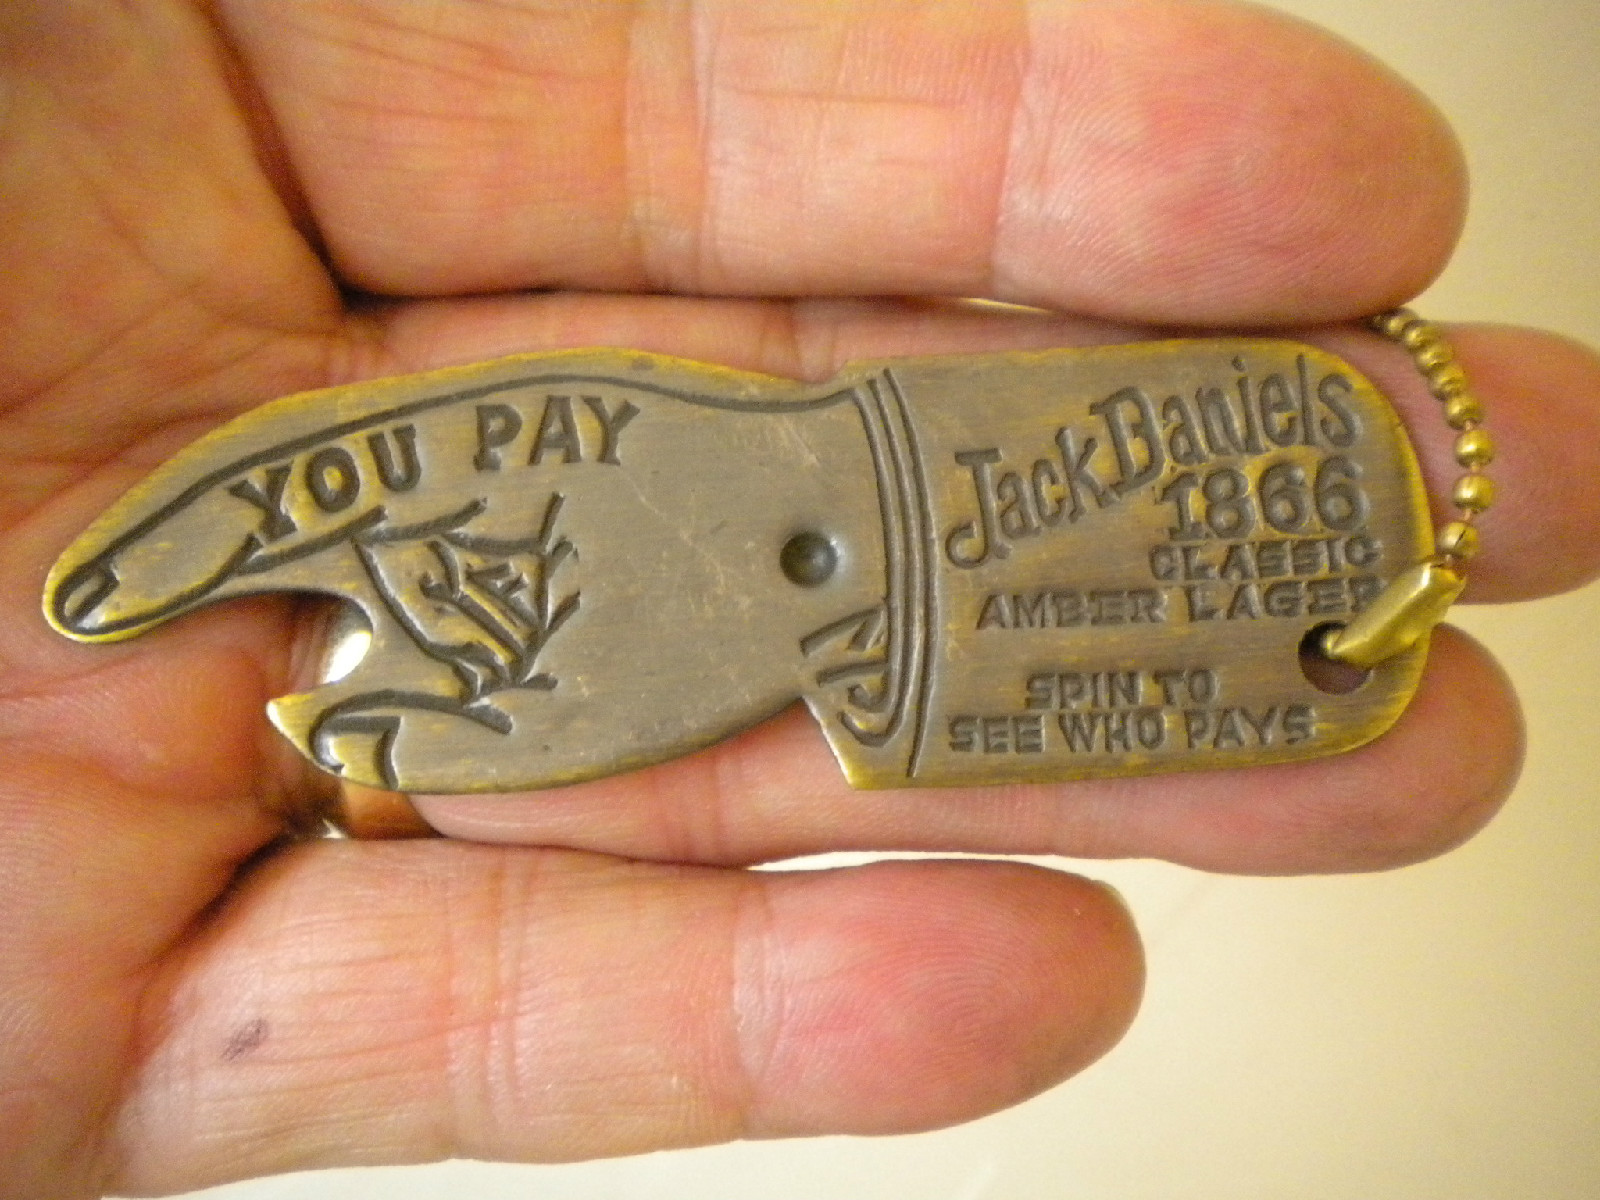 YOU PAY
Jack Daniels
1866
CLASSIC
AMBER LAGER
SPIN TO
SEE WHO PAYS